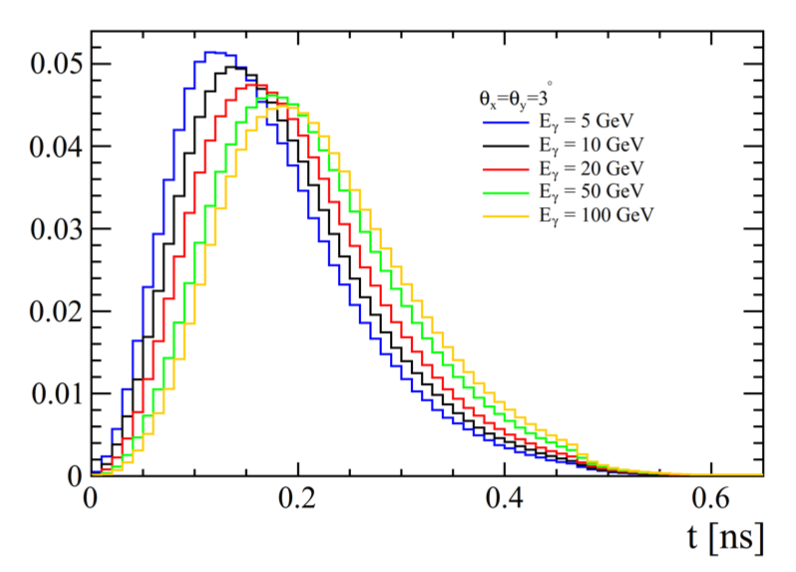 0.05
0.04
0.03
0.02
0.01
0
θx=θy=3°
Eγ = 5 GeV
Eγ = 10 GeV
Eγ = 20 GeV
Eγ = 50 GeV
Eγ = 100 GeV
0 0.2 0.4 0.6
t [ns]